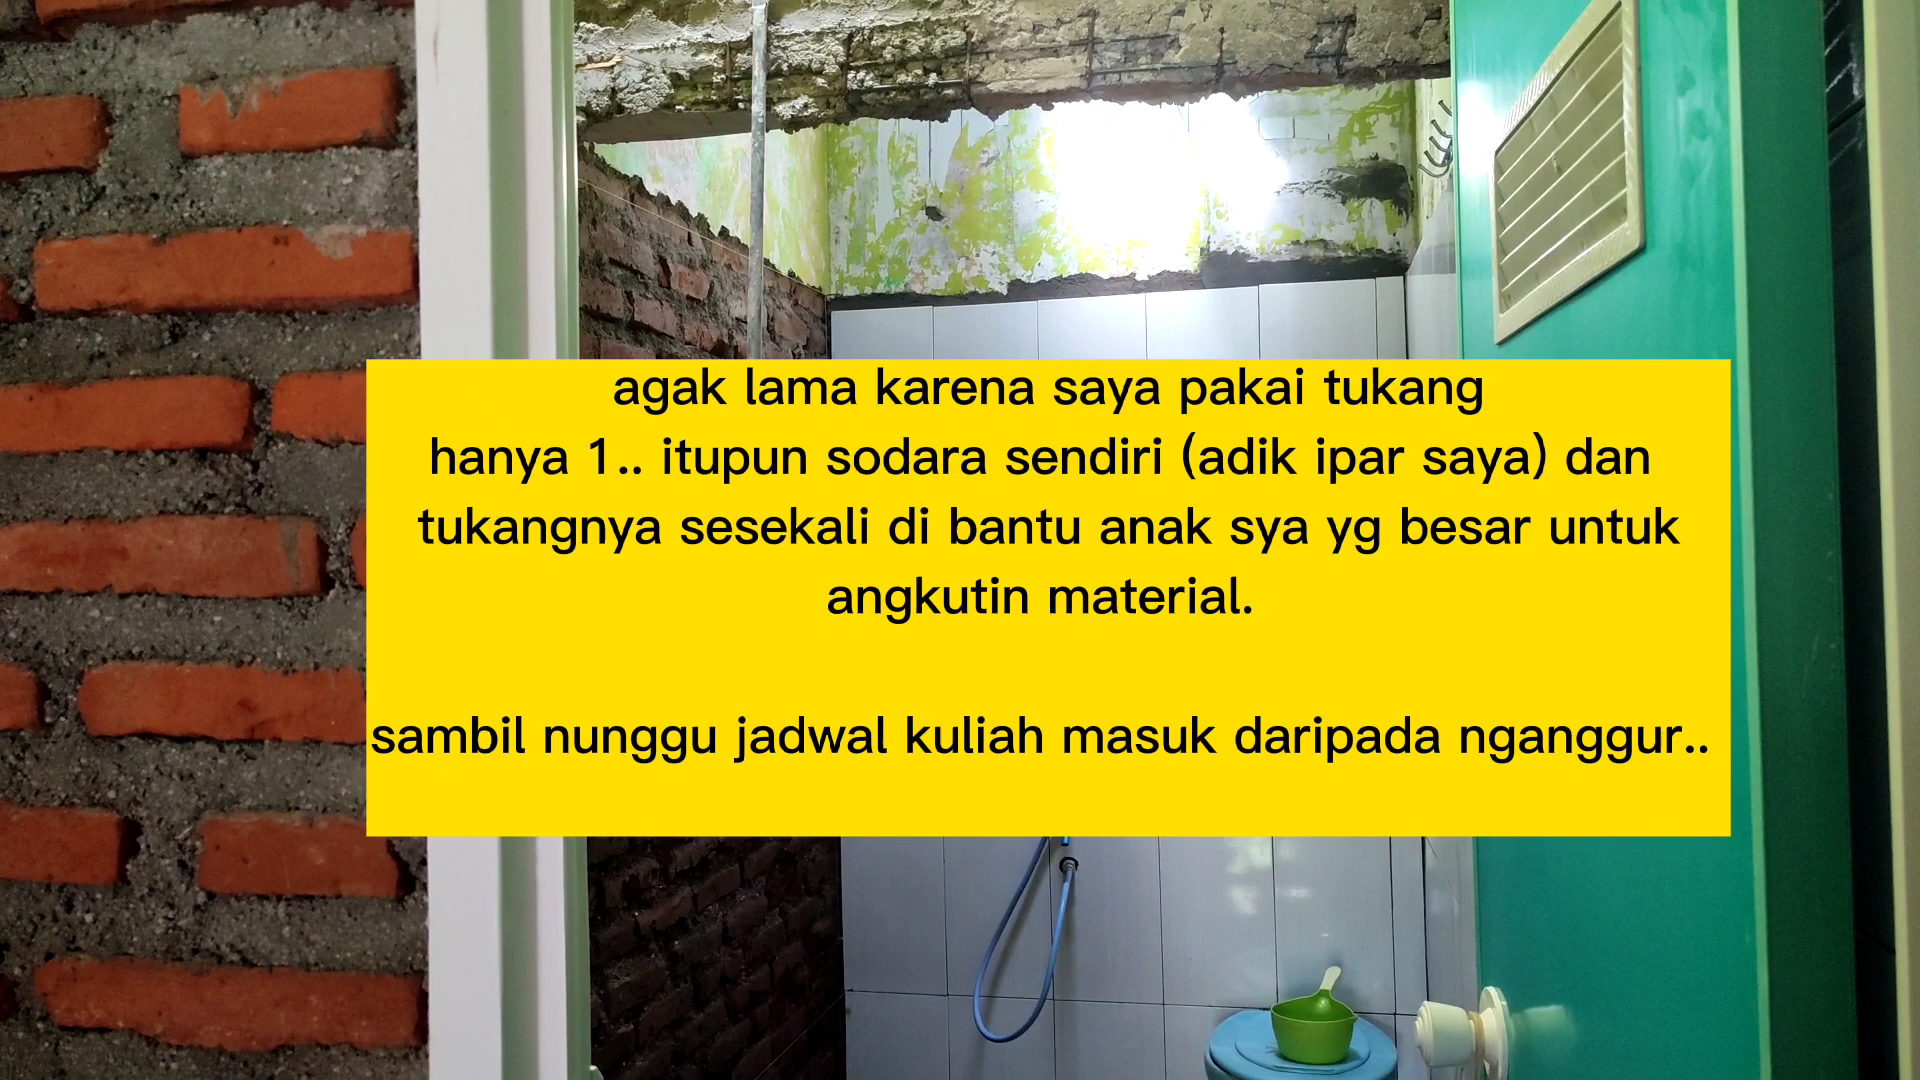 agak lama karena saya pakai tukang
hanya 1.. itupun sodara sendiri (adik ipar saya) dan
tukangnya sesekali di bantu anak sya yg besar untuk
angkutin material.
sambil nunggu jadwal kuliah masuk daripada nganggur..